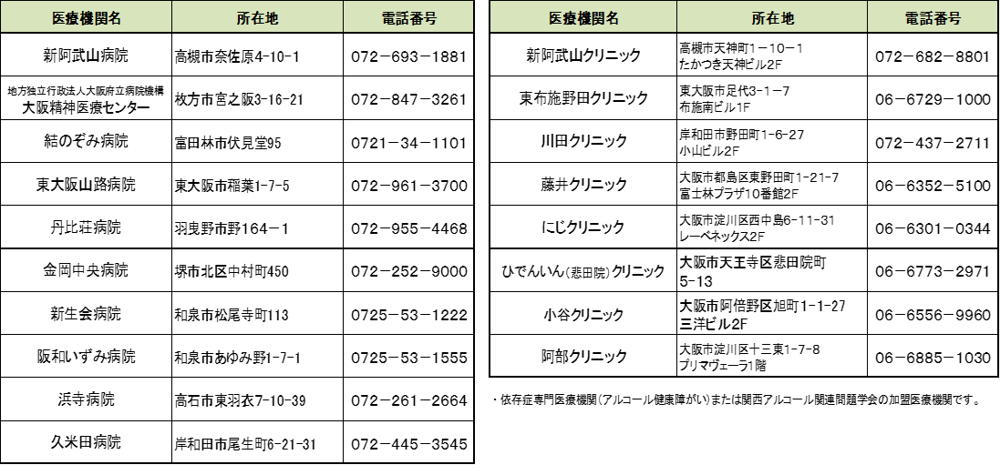 医療機関名 所在地 電話番号
新阿武山病院 高槻市奈佐原4-10-1 072－693－1881
地方独立行政法人大阪府立病院機構
大阪精神医療センター 枚方市宮之阪3-16-21 072－847－3261
結のぞみ病院 富田林市伏見堂95 0721－34－1101
東大阪山路病院 東大阪市稲葉1-7-5 072－961－3700
丹比荘病院 羽曳野市野１６４－１ 072－955－4468
金岡中央病院 堺市北区中村町450 072－252－9000
新生会病院 和泉市松尾寺町113 0725－53－1222
阪和いずみ病院 和泉市あゆみ野1-7-1 0725－53－1555
浜寺病院 高石市東羽衣7-10-39 072－261－2664
久米田病院 岸和田市尾生町6-21-31 072－445－3545
医療機関名 所在地 電話番号
新阿武山クリニック 高槻市天神町１－１０－１
たかつき天神ビル２F 072－682－8801
東布施野田クリニック 東大阪市足代３-１－７
布施南ビル1F 06－6729－1000
川田クリニック 岸和田市野田町1-6-27
小山ビル２F 072－437－2711
藤井クリニック 大阪市都島区東野田町1-21-7
富士林プラザ１０番館２F 06－6352－5100
にじクリニック 大阪市淀川区西中島6-11-31
レーベネックス２F 06－6301－0344
ひでんいん（悲田院）クリニック 大阪市天王寺区悲田院町
5-13 06－6773－2971
小谷クリニック 大阪市阿倍野区旭町１-１-27
三洋ビル２F 06－6556－9960
阿部クリニック 大阪市淀川区十三東1-7-8
プリマヴェーラ1階 06－6885－1030
・依存症専門医療機関（アルコール健康障がい）または関西アルコール関連問題学会の加盟医療機関です。